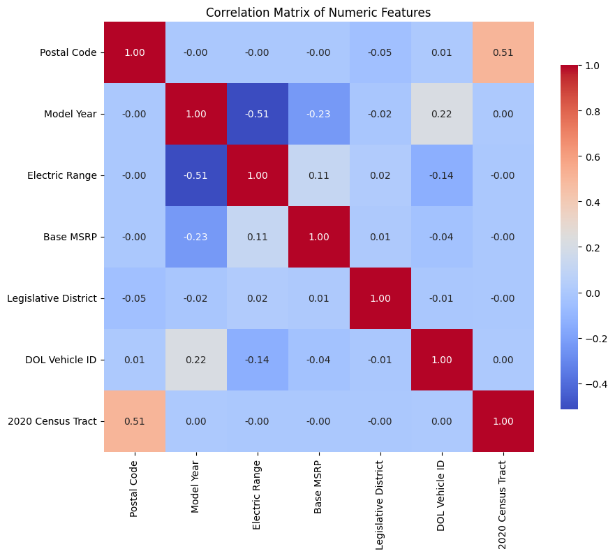 Correlation Matrix of Numeric Features
Postal Code 1.00 -0.00 -0.00 -0.00 -0.05 0.01 0.51
Model Year -0.00 1.00 -0.51 -0.23 -0.02 0.22 0.00
Electric Range -0.00 -0.51 1.00 0.11 0.02 -0.14 -0.00
Base MSRP -0.00 -0.23 0.11 1.00 0.01 -0.04 -0.00
Legislative District -0.05 -0.02 0.02 0.01 1.00 -0.01 -0.00
DOL Vehicle ID 0.01 0.22 -0.14 -0.04 -0.01 1.00 0.00
2020 Census Tract 0.51 0.00 -0.00 -0.00 -0.00 0.00 1.00
Postal Code
Model Year
Electric Range
Base MSRP
Legislative District
DOL Vehicle ID
2020 Census Tract
1.0
0.8
0.6
0.4
0.2
0.0
−0.2
−0.4